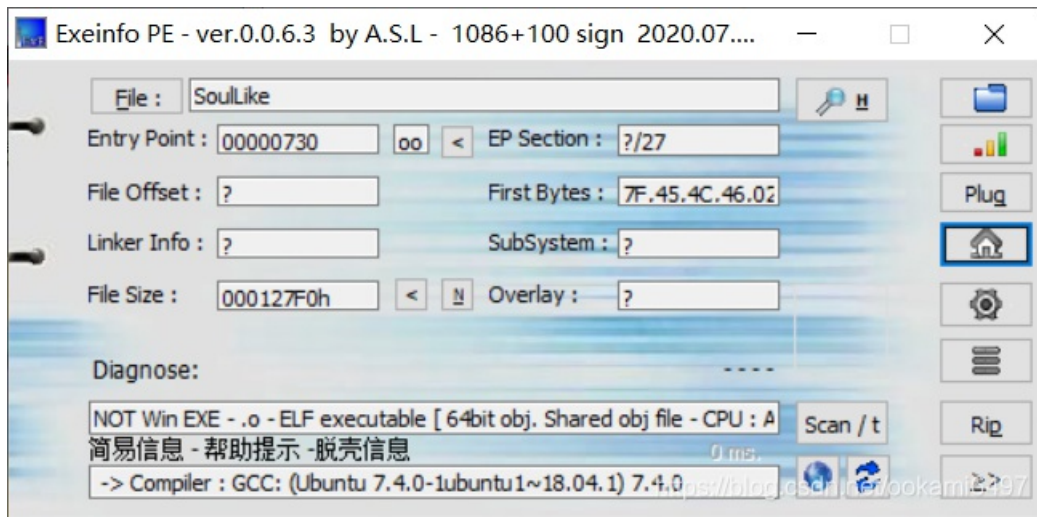 Exeinfo PE - ver.0.0.6.3 by A.S.L - 1086+100 sign 2020.07....
File : SoulLike H
Entry Point : 00000730 oo < EP Section : ?/27
File Offset : ? First Bytes : 7F.45.4C.46.02 Plug
Linker Info : ? SubSystem : ?
File Size : 000127F0h < N Overlay : ?
Diagnose: ----
NOT Win EXE - .o - ELF executable [ 64bit obj. Shared obj file - CPU : A Scan / t Rip
简易信息 - 帮助提示 -脱壳信息 0 ms.
-> Compiler : GCC: (Ubuntu 7.4.0-1ubuntu1~18.04.1) 7.4.0 >>